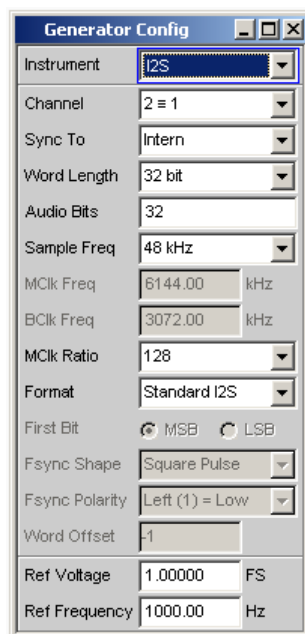 Generator Config
Instrument I2S
Channel 2 ≡ 1
Sync To Intern
Word Length 32 bit
Audio Bits 32
Sample Freq 48 kHz
MClk Freq 6144.00 kHz
BClk Freq 3072.00 kHz
MClk Ratio 128
Format Standard I2S
First Bit MSB LSB
Fsync Shape Square Pulse
Fsync Polarity Left (1) = Low
Word Offset -1
Ref Voltage 1.00000 FS
Ref Frequency 1000.00 Hz